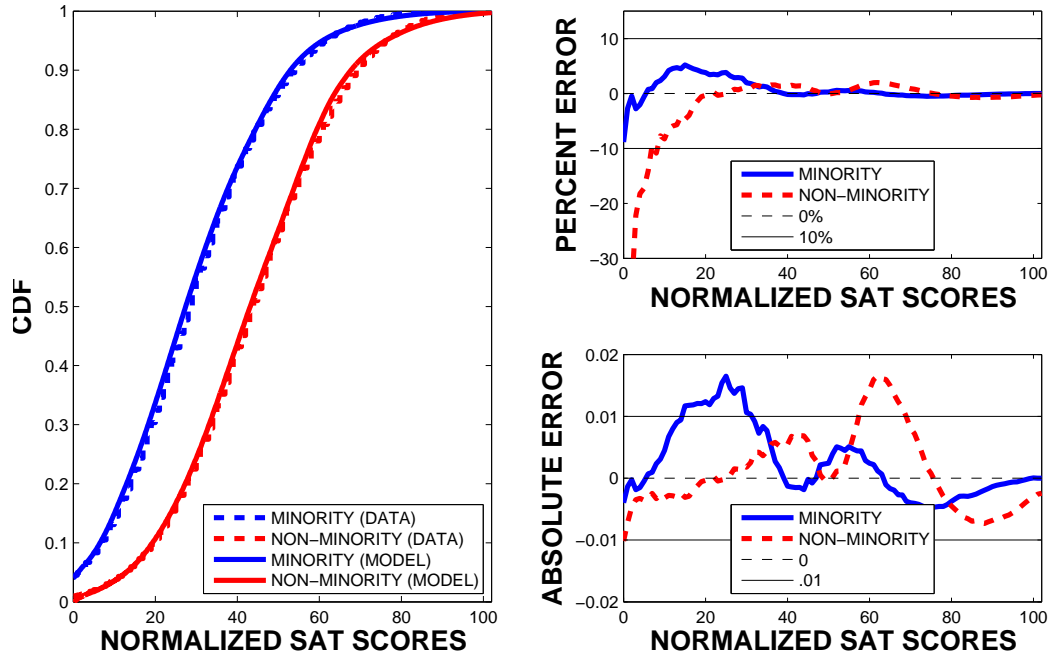 1
0.9
0.8
0.7
0.6
0.5
0.4
0.3
0.2
0.1
0
CDF
0 20 40 60 80 100
NORMALIZED SAT SCORES
MINORITY (DATA)
NON−MINORITY (DATA)
MINORITY (MODEL)
NON−MINORITY (MODEL)
10
0
−10
−20
−30
PERCENT ERROR
0 20 40 60 80 100
NORMALIZED SAT SCORES
MINORITY
NON−MINORITY
0%
10%
0.02
0.01
0
−0.01
−0.02
ABSOLUTE ERROR
0 20 40 60 80 100
NORMALIZED SAT SCORES
MINORITY
NON−MINORITY
0
.01